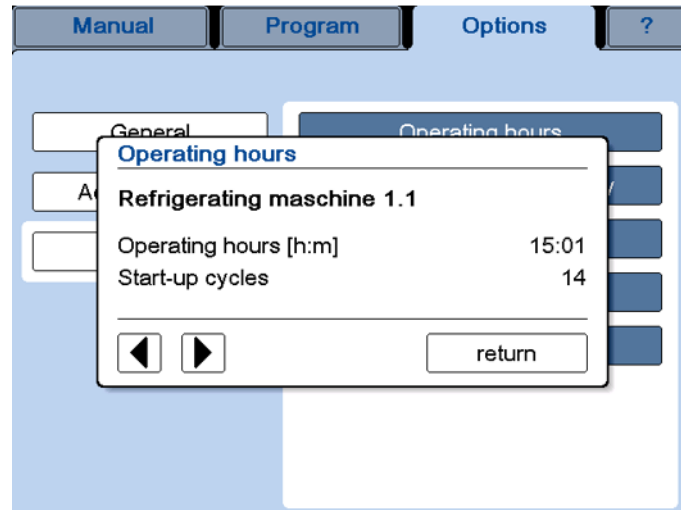 Manual Program Options ?
General Operating hours
Operating hours
Refrigerating maschine 1.1
Operating hours [h:m] 15:01
Start-up cycles 14
return